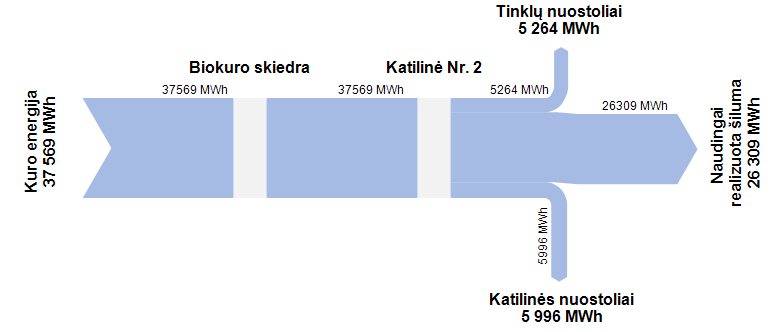 Tinklų nuostoliai
5 264 MWh
Biokuro skiedra
Katilinė Nr. 2
37569 MWh
37569 MWh
5264 MWh
26309 MWh
Kuro energija
37 569 MWh
Naudingai
realizuota šiluma
26 309 MWh
5996 MWh
Katilinės nuostoliai
5 996 MWh